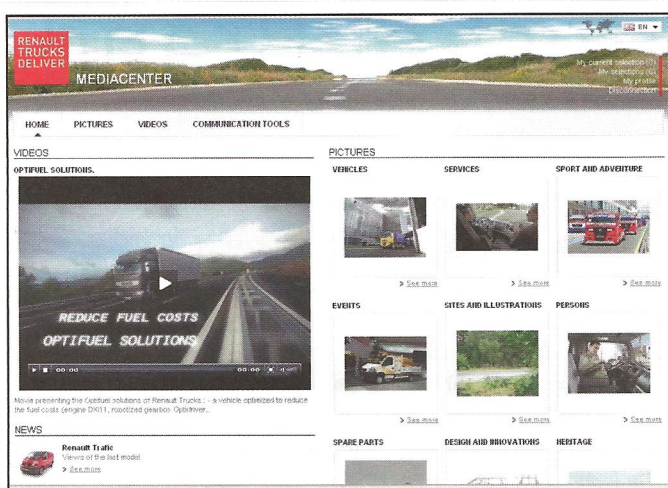 RENAULT
TRUCKS
DELIVER
MEDIACENTER
EN
My current selection (0)
My selections (0)
My profile
Disconnection
HOME PICTURES VIDEOS COMMUNICATION TOOLS
VIDEOS
OPTIFUEL SOLUTIONS.
REDUCE FUEL COSTS
OPTIFUEL SOLUTIONS
00:00 00:00
Movie presenting the Optifuel solutions of Renault Trucks : - a vehicle optimized to reduce
the fuel costs (engine DXi11, robotized gearbox Optidriver...
NEWS
Renault Trafic
Views of the last model.
> See more
PICTURES
VEHICLES SERVICES SPORT AND ADVENTURE
> See more > See more > See more
EVENTS SITES AND ILLUSTRATIONS PERSONS
> See more > See more > See more
SPARE PARTS DESIGN AND INNOVATIONS HERITAGE